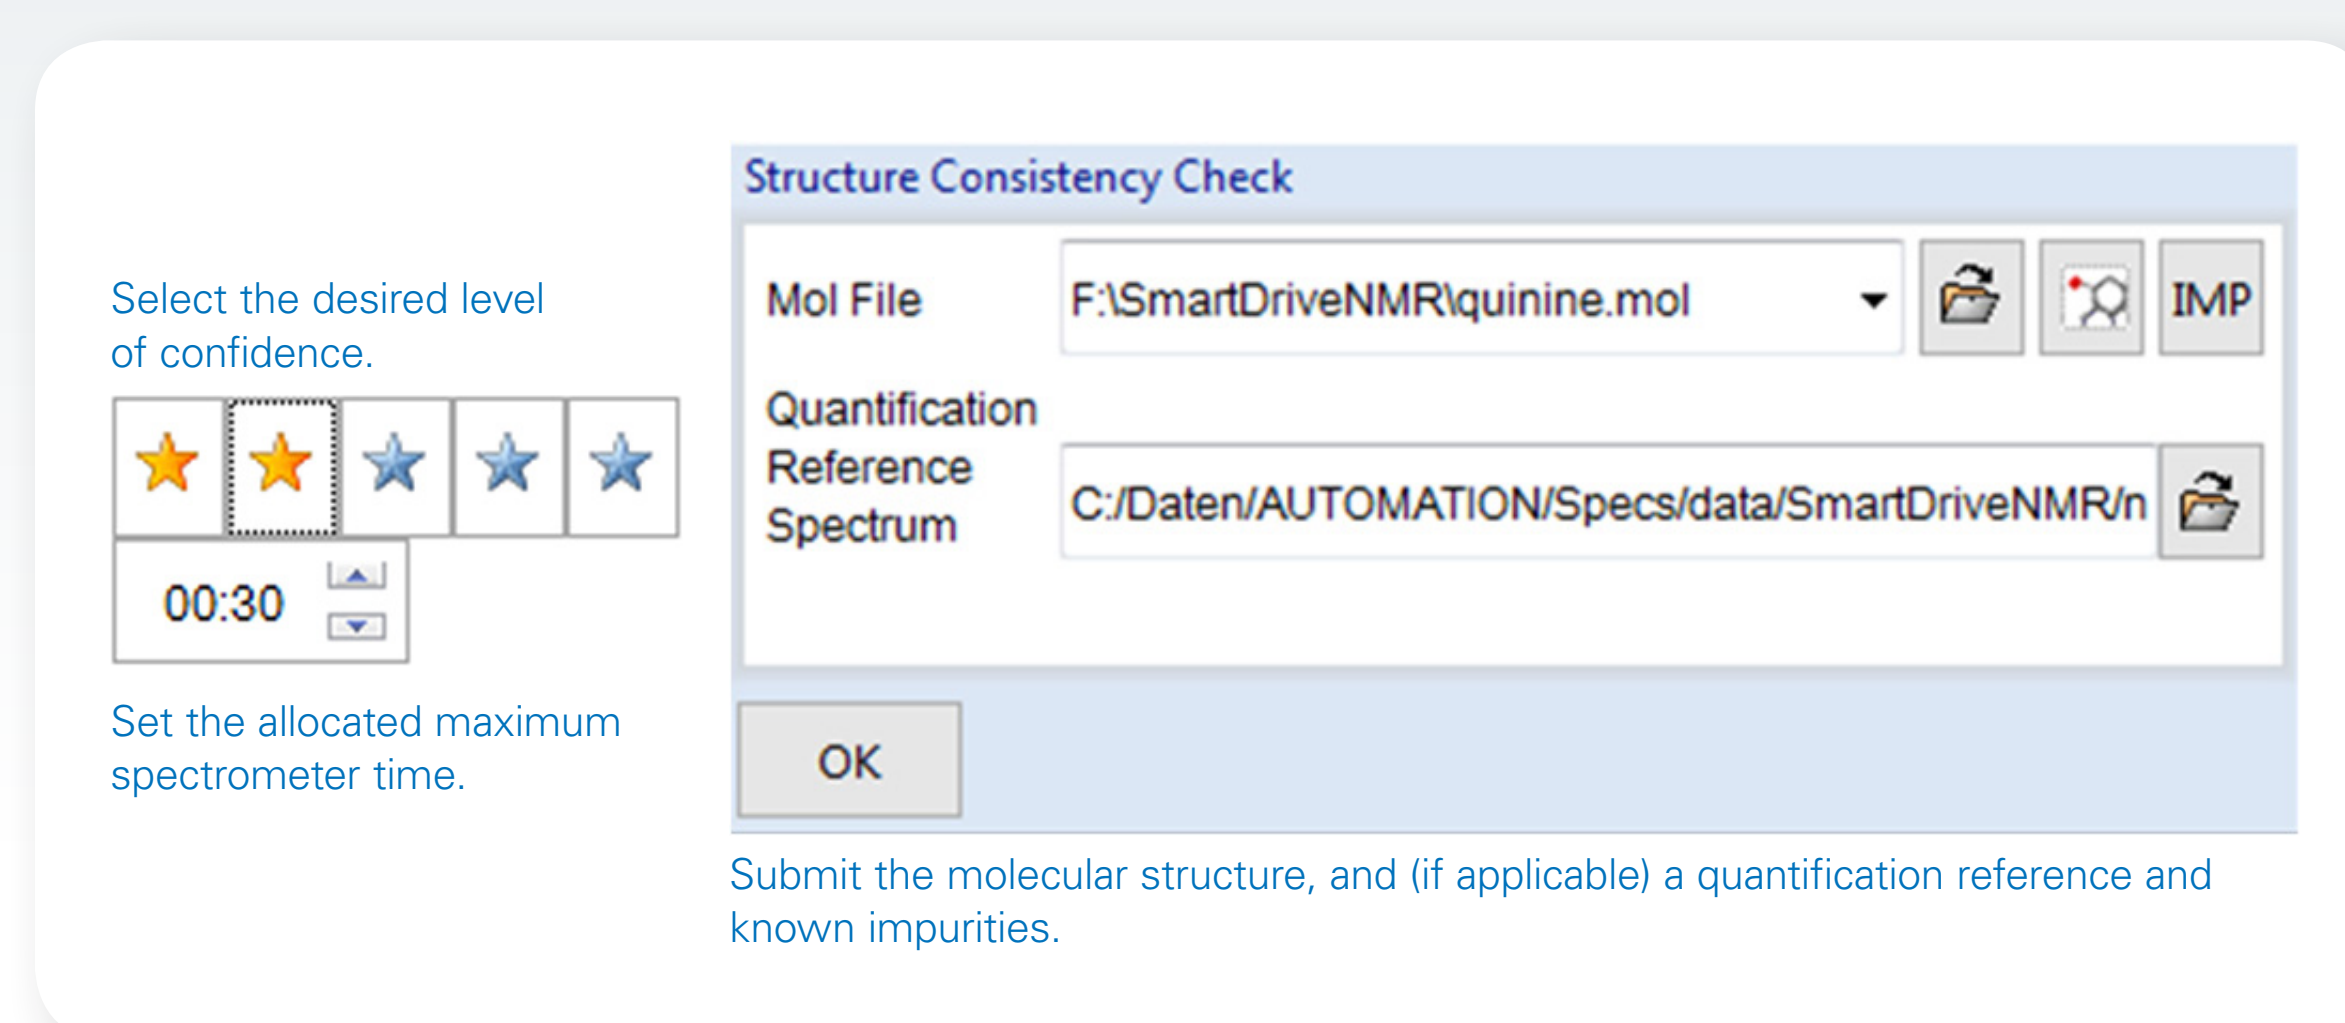 Select the desired level
of confidence.
00:30
Set the allocated maximum
spectrometer time.
Structure Consistency Check
Mol File
F:\SmartDriveNMR\quinine.mol
IMP
Quantification
Reference
Spectrum
C:/Daten/AUTOMATION/Specs/data/SmartDriveNMR/n
OK
Submit the molecular structure, and (if applicable) a quantification reference and
known impurities.